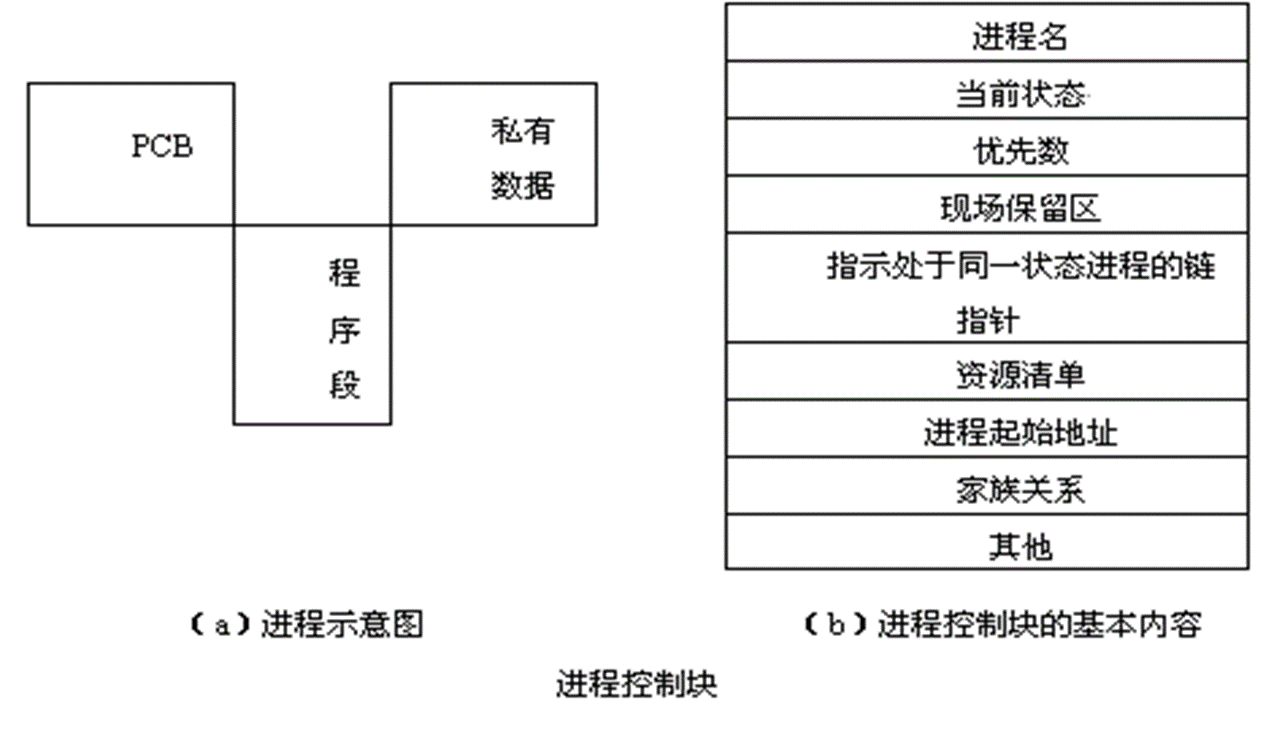 PCB
私有
数据
程
序
段
（a）进程示意图
进程名
当前状态
优先数
现场保留区
指示处于同一状态进程的链
指针
资源清单
进程起始地址
家族关系
其他
（b）进程控制块的基本内容
进程控制块